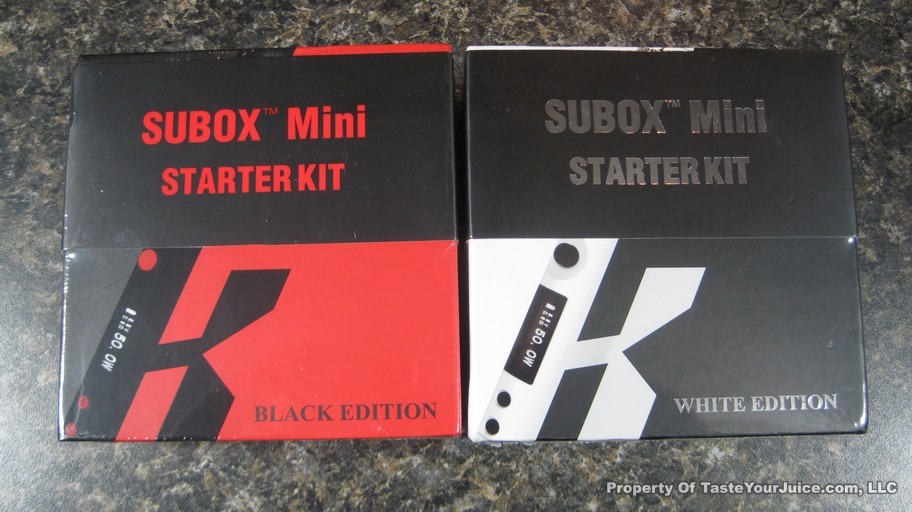 SUBOX™ Mini
STARTER KIT
50.0W
BLACK EDITION
SUBOX™ Mini
STARTER KIT
50.0W
WHITE EDITION
Property Of TasteYourJuice.com, LLC